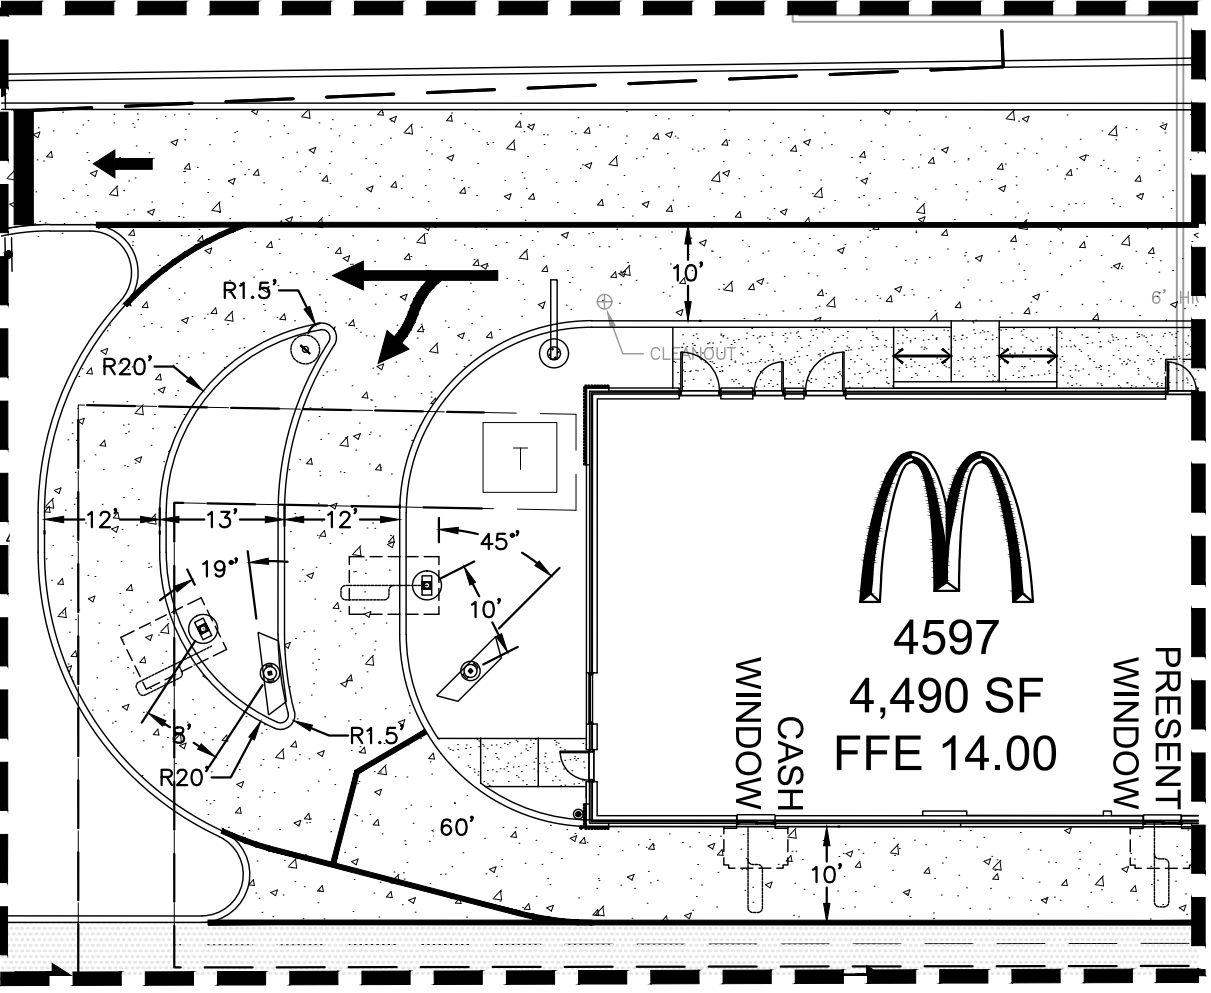 10'
R1.5'
6'
CLEANOUT
R20'
T
12'
13'
12'
45°'
19°'
10'
4597
4,490 SF
FFE 14.00
CASH
WINDOW
PRESENT
WINDOW
8'
R1.5'
R20'
60'
10'